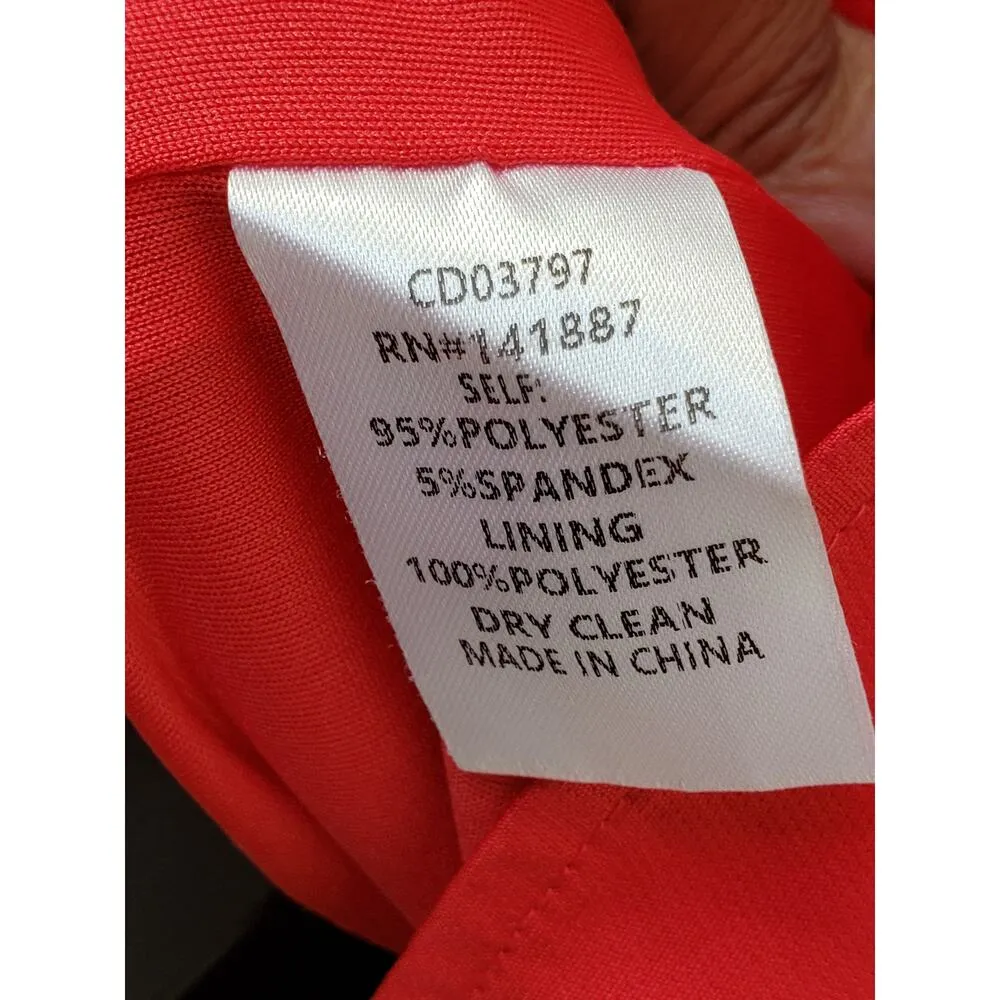 CD03797
RN#141887
SELF:
95%POLYESTER
5%SPANDEX
LINING
100%POLYESTER
DRY CLEAN
MADE IN CHINA